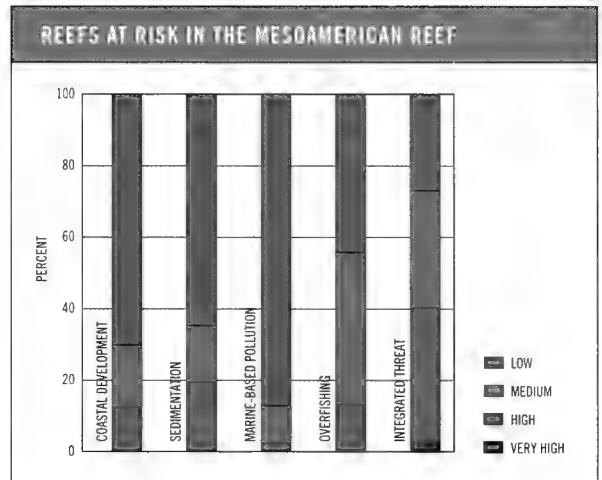 REEFS AT RISK IN THE MESOAMERICAN REEF
100
80
60
40
20
0
PERCENT
COASTAL DEVELOPMENT
SEDIMENTATION
MARINE-BASED POLLUTION
OVERFISHING
INTEGRATED THREAT
LOW
MEDIUM
HIGH
VERY HIGH